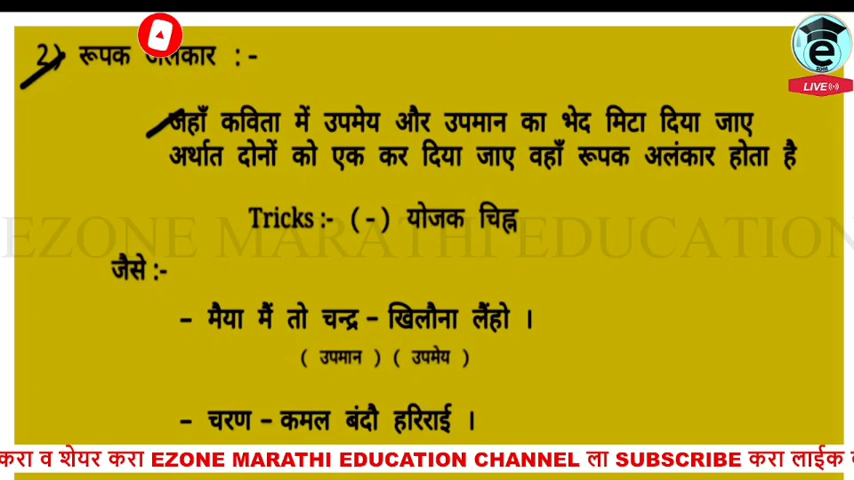 2) रूपक अलंकार : -
जहाँ कविता में उपमेय और उपमान का भेद मिटा दिया जाए
अर्थात दोनों को एक कर दिया जाए वहाँ रूपक अलंकार होता है
Tricks :- ( - ) योजक चिह्न
EZONE MARATHI EDUCATION
जैसे :-
- मैया मैं तो चन्द्र - खिलौना लैंहो ।
( उपमान ) ( उपमेय )
- चरण - कमल बंदौ हरिराई ।
e
LIVE
करा व शेयर करा EZONE MARATHI EDUCATION CHANNEL ला SUBSCRIBE करा लाईक